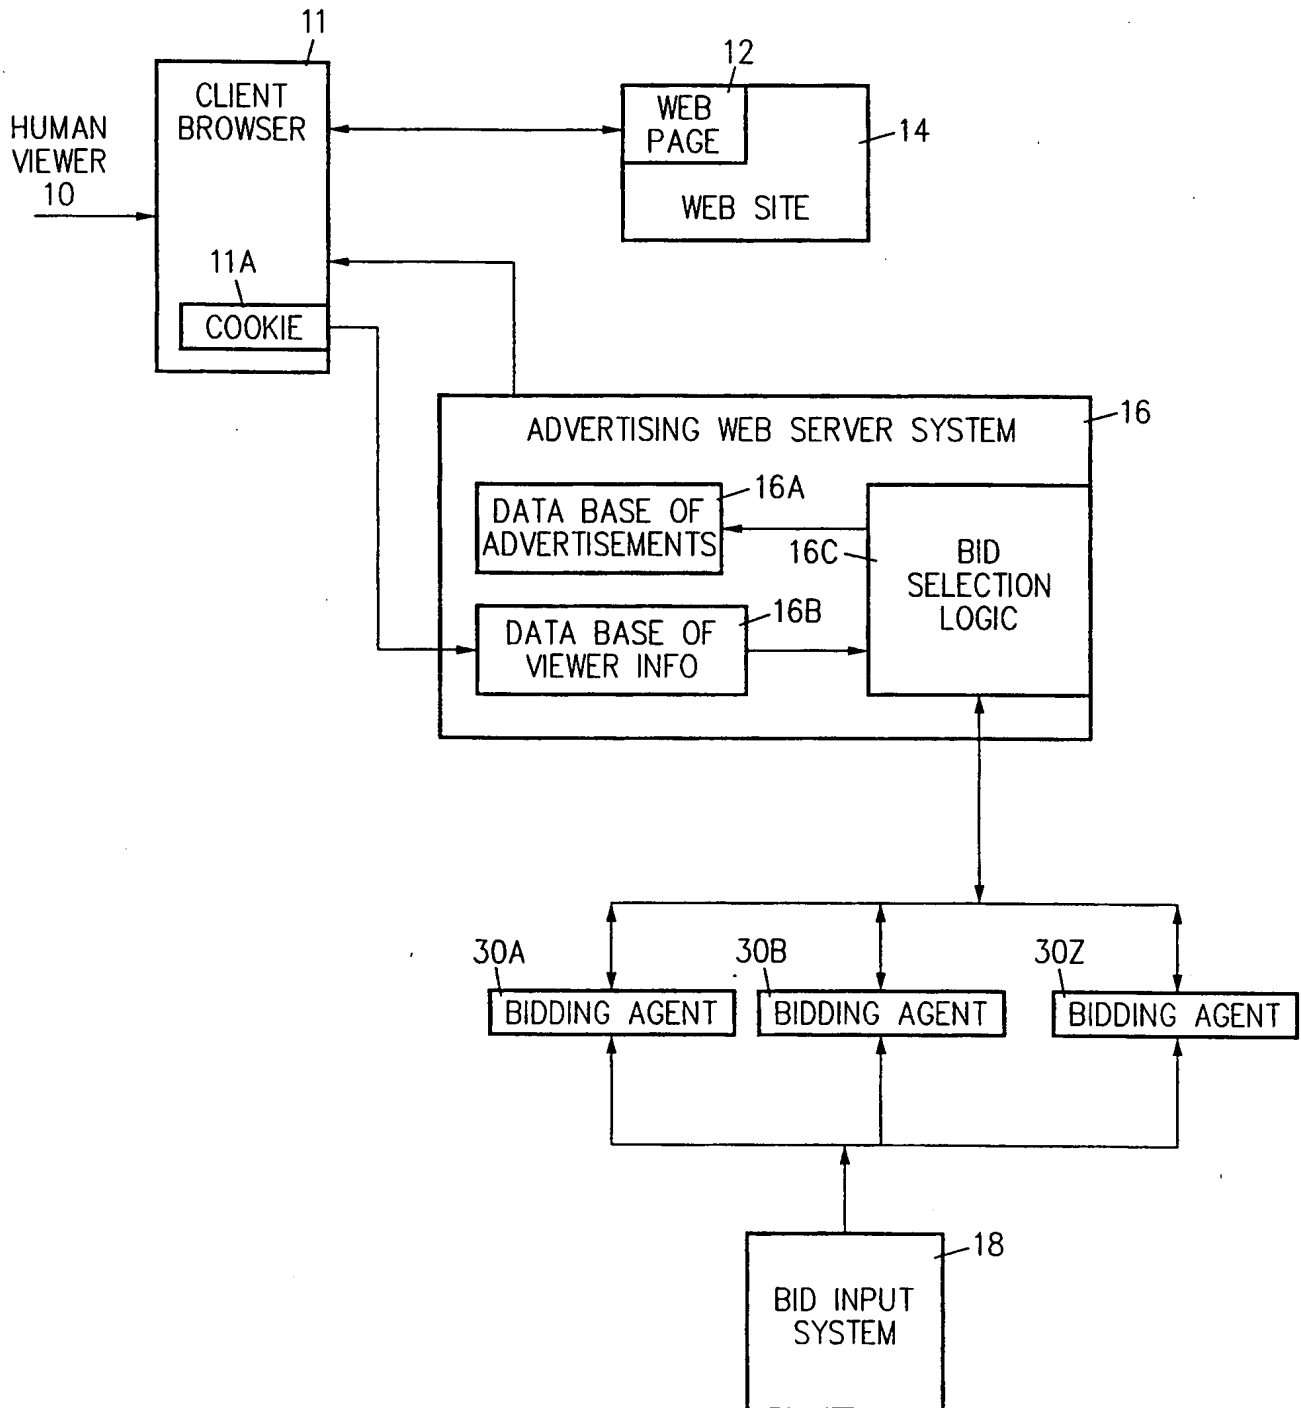 11
CLIENT
BROWSER
12
WEB
PAGE
14
WEB SITE
HUMAN
VIEWER
10
11A
COOKIE
16
ADVERTISING WEB SERVER SYSTEM
16A
DATA BASE OF
ADVERTISEMENTS
16C
BID
SELECTION
LOGIC
16B
DATA BASE OF
VIEWER INFO
30A
BIDDING AGENT
30B
BIDDING AGENT
30Z
BIDDING AGENT
18
BID INPUT
SYSTEM